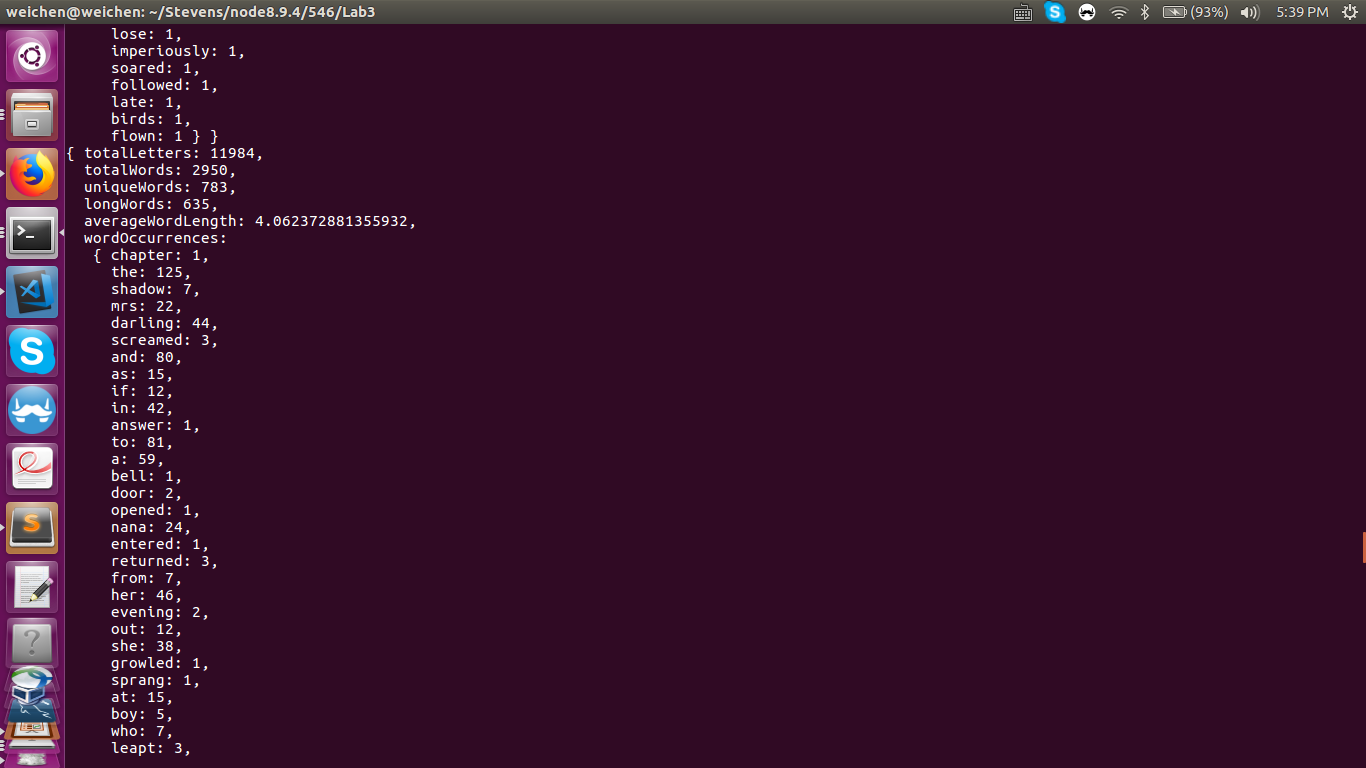 weichen@weichen: ~/Stevens/node8.9.4/546/Lab3 (93%) 5:39 PM
lose: 1,
imperiously: 1,
soared: 1,
followed: 1,
late: 1,
birds: 1,
flown: 1 } }
{ totalLetters: 11984,
totalWords: 2950,
uniqueWords: 783,
longWords: 635,
averageWordLength: 4.062372881355932,
wordOccurrences:
{ chapter: 1,
the: 125,
shadow: 7,
mrs: 22,
darling: 44,
screamed: 3,
and: 80,
as: 15,
if: 12,
in: 42,
answer: 1,
to: 81,
a: 59,
bell: 1,
door: 2,
opened: 1,
nana: 24,
entered: 1,
returned: 3,
from: 7,
her: 46,
evening: 2,
out: 12,
she: 38,
growled: 1,
sprang: 1,
at: 15,
boy: 5,
who: 7,
leapt: 3,